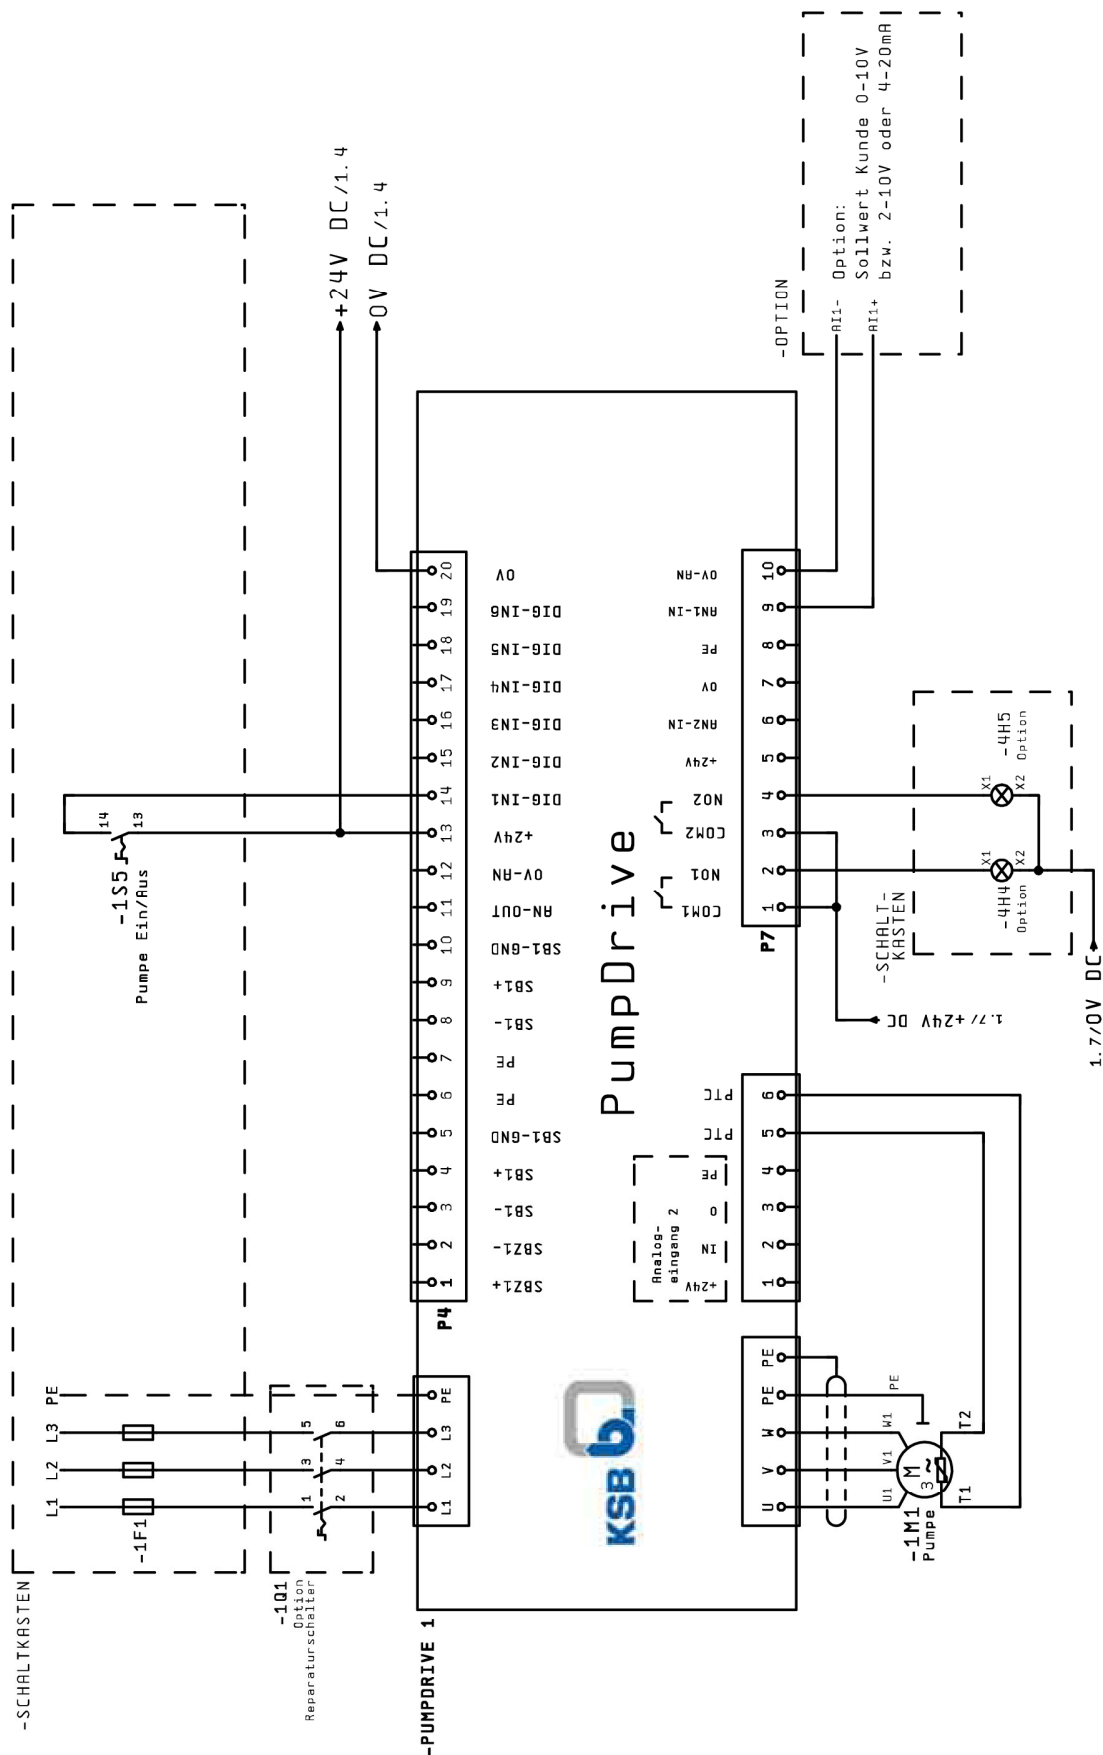 -SCHALTKASTEN
L1
L2
L3
PE
-1F1
-1S5
Pumpe Ein/Aus
14
13
-1Q1
Option
Reparaturschalter
1
3
5
2
4
6
+24V DC/1.4
0V DC/1.4
-PUMPDRIVE 1
L1
L2
L3
PE
P4
1
2
3
4
5
6
7
8
9
10
11
12
13
14
15
16
17
18
19
20
SBZ1+
SBZ1-
SB1-
SB1+
SB1-GND
PE
PE
SB1-
SB1+
SB1-GND
AN-OUT
0V-AN
+24V
DIG-IN1
DIG-IN2
DIG-IN3
DIG-IN4
DIG-IN5
DIG-IN6
0V
KSB b
PumpDrive
Analog-
eingang 2
+24V
IN
0
PE
PTC
PTC
COM1
NO1
COM2
NO2
+24V
AN2-IN
0V
PE
AN1-IN
0V-AN
U
V
W
PE
PE
1
2
3
4
5
6
P7
1
2
3
4
5
6
7
8
9
10
U1
V1
W1
PE
-1M1
Pumpe
M
3 ~
T1
T2
1.7/+24V DC
-SCHALT-
KASTEN
-4H4
Option
X1
X2
-4H5
Option
X1
X2
1.7/0V DC
-OPTION
AI1-
AI1+
Option:
Sollwert Kunde 0-10V
bzw. 2-10V oder 4-20mA